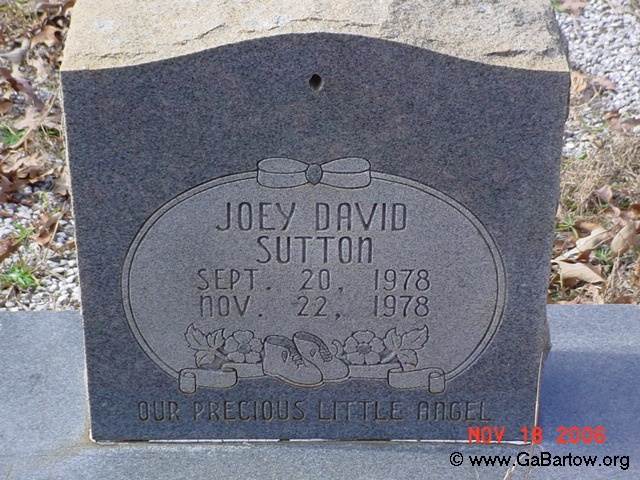 JOEY DAVID
SUTTON
SEPT. 20, 1978
NOV. 22, 1978
OUR PRECIOUS LITTLE ANGEL
NOV 18 2006
© www.GaBartow.org